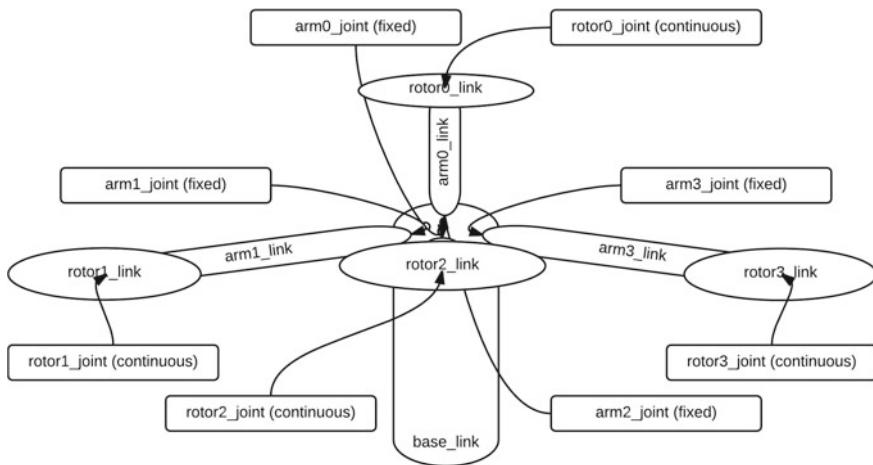 arm0_joint (fixed)
rotor0_joint (continuous)
rotor0_link
arm0_link
arm1_joint (fixed)
arm3_joint (fixed)
arm1_link
arm3_link
rotor1_link
rotor2_link
rotor3_link
rotor1_joint (continuous)
rotor3_joint (continuous)
rotor2_joint (continuous)
arm2_joint (fixed)
base_link